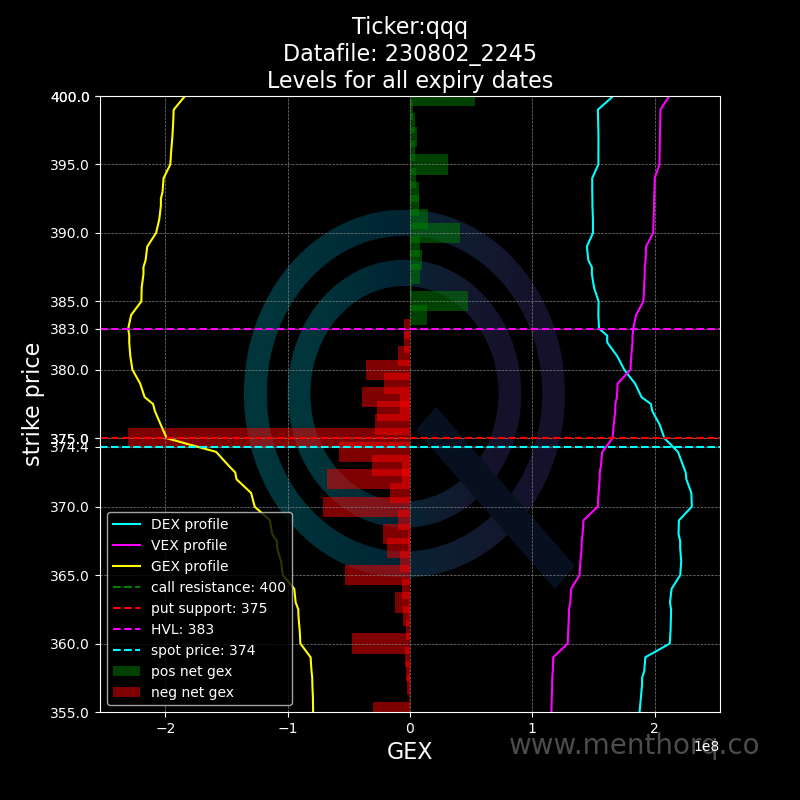 Ticker:qqq
Datafile: 230802_2245
Levels for all expiry dates
400.0
395.0
390.0
385.0
383.0
380.0
375.0
374.4
370.0
365.0
360.0
355.0
strike price
DEX profile
VEX profile
GEX profile
call resistance: 400
put support: 375
HVL: 383
spot price: 374
pos net gex
neg net gex
−2 −1 0 1 2
1e8
GEX
www.menthorq.co